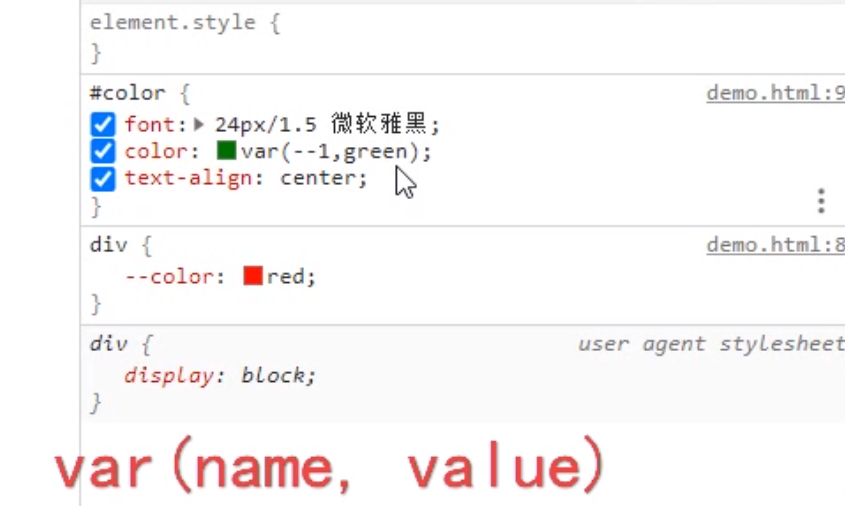 element.style {
}
#color {
demo.html:9
font: 24px/1.5 微软雅黑;
color: var(--1,green);
text-align: center;
}
div {
demo.html:8
--color: red;
}
div {
user agent stylesheet
display: block;
}
var(name, value)